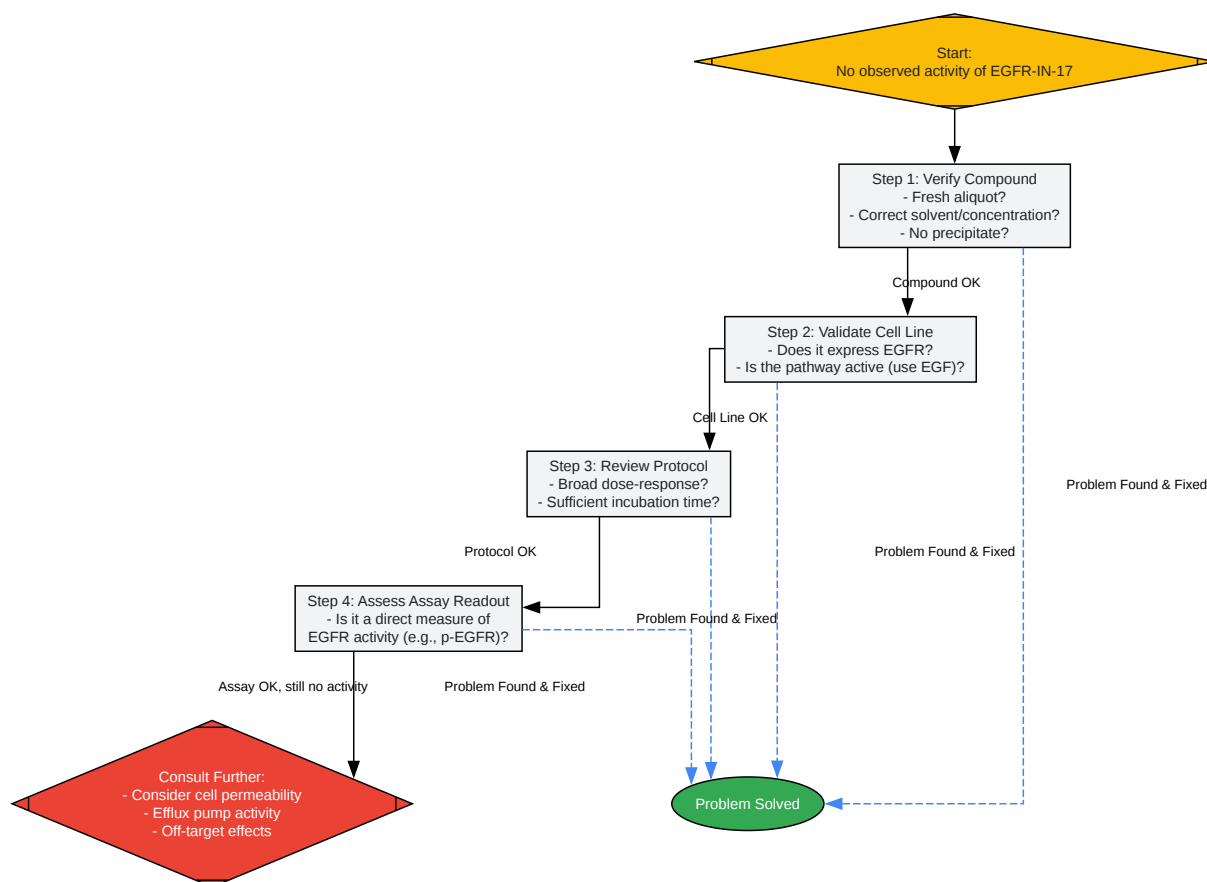 Start:
No observed activity of EGFR-IN-17
Step 1: Verify Compound
- Fresh aliquot?
- Correct solvent/concentration?
- No precipitate?
Compound OK
Step 2: Validate Cell Line
- Does it express EGFR?
- Is the pathway active (use EGF)?
Cell Line OK
Step 3: Review Protocol
- Broad dose-response?
- Sufficient incubation time?
Problem Found & Fixed
Protocol OK
Problem Found & Fixed
Step 4: Assess Assay Readout
- Is it a direct measure of
EGFR activity (e.g., p-EGFR)?
Problem Found & Fixed
Assay OK, still no activity
Problem Found & Fixed
Consult Further:
- Consider cell permeability
- Efflux pump activity
- Off-target effects
Problem Solved